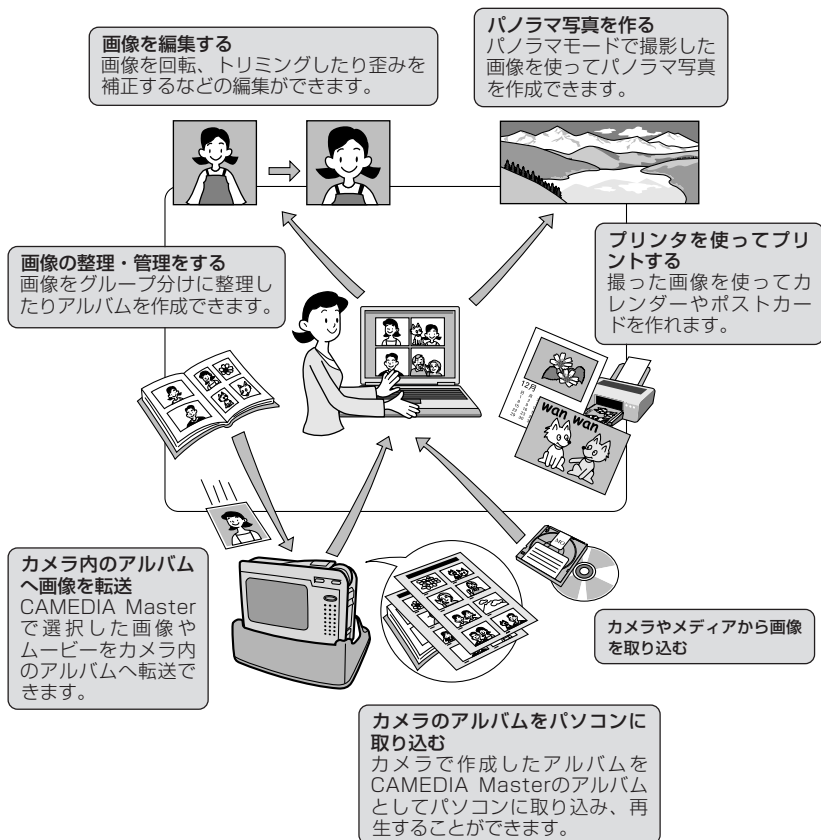 画像を編集する
画像を回転、トリミングしたり歪みを
補正するなどの編集ができます。
パノラマ写真を作る
パノラマモードで撮影した
画像を使ってパノラマ写真
を作成できます。
画像の整理・管理をする
画像をグループ分けに整理し
たりアルバムを作成できます。
プリンタを使ってプリ
ントする
撮った画像を使ってカ
レンダーやポストカー
ドを作れます。
12月
wan wan
MO
カメラ内のアルバム
へ画像を転送
CAMEDIA Master
で選択した画像や
ムービーをカメラ内
のアルバムへ転送で
きます。
カメラやメディアから画像
を取り込む
カメラのアルバムをパソコンに
取り込む
カメラで作成したアルバムを
CAMEDIA Masterのアルバム
としてパソコンに取り込み、再
生することができます。